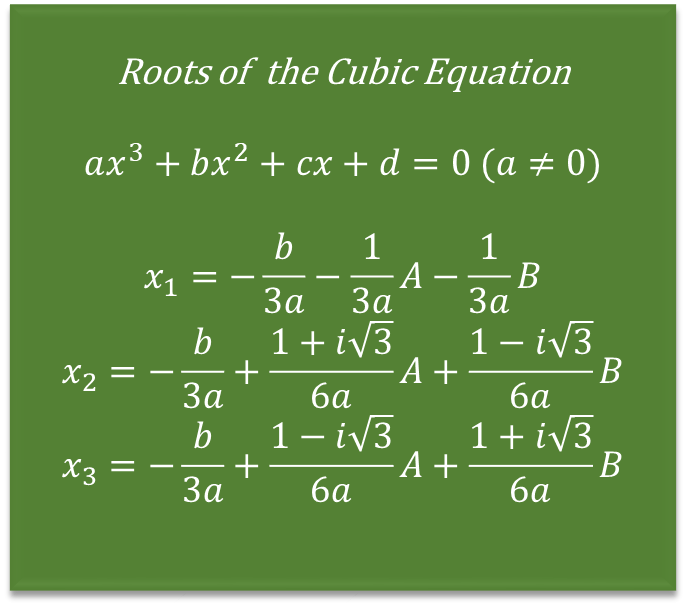 Roots of the Cubic Equation
ax³ + bx² + cx + d = 0 (a ≠ 0)
x₁ = − b/3a − 1/3a A − 1/3a B
x₂ = − b/3a + 1 + i√3/6a A + 1 − i√3/6a B
x₃ = − b/3a + 1 − i√3/6a A + 1 + i√3/6a B